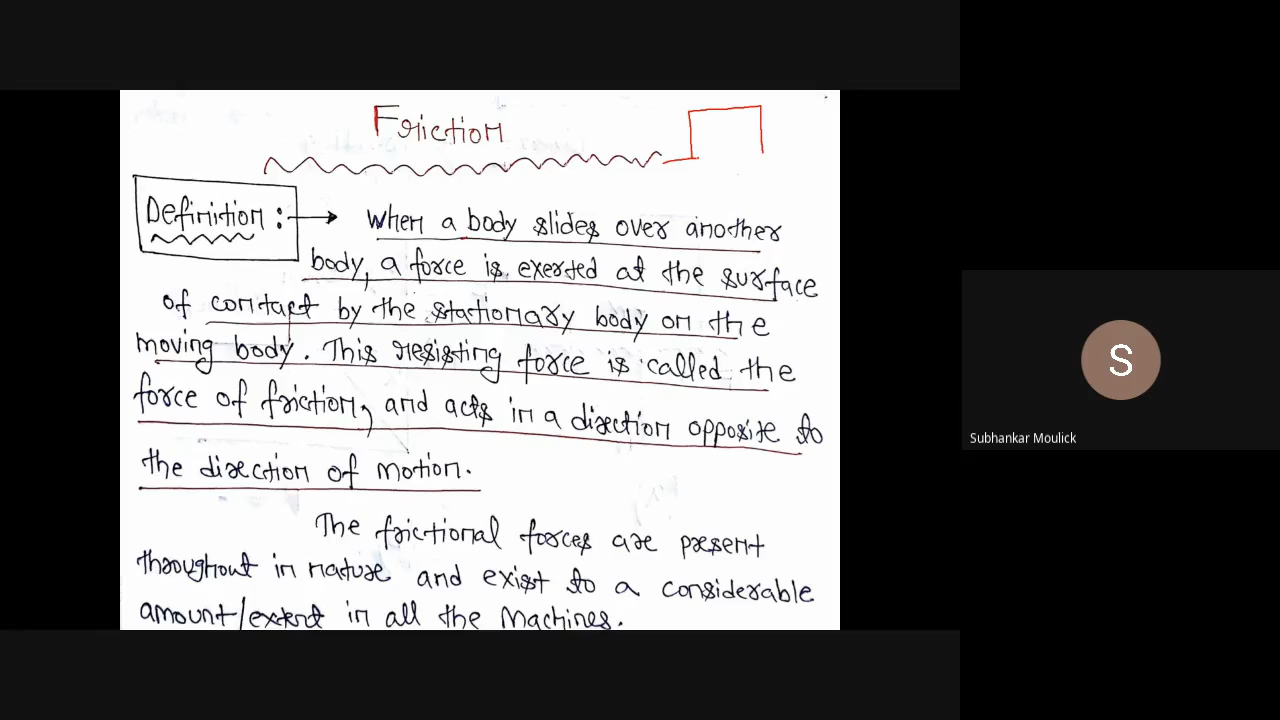 Friction
Definition :→ When a body slides over another
body, a force is exerted at the surface
of contact by the stationary body on the
moving body. This resisting force is called the
force of friction, and acts in a direction opposite to
the direction of motion.
The frictional forces are present
throughout in nature and exist to a considerable
amount/extent in all the Machines.
S
Subhankar Moulick